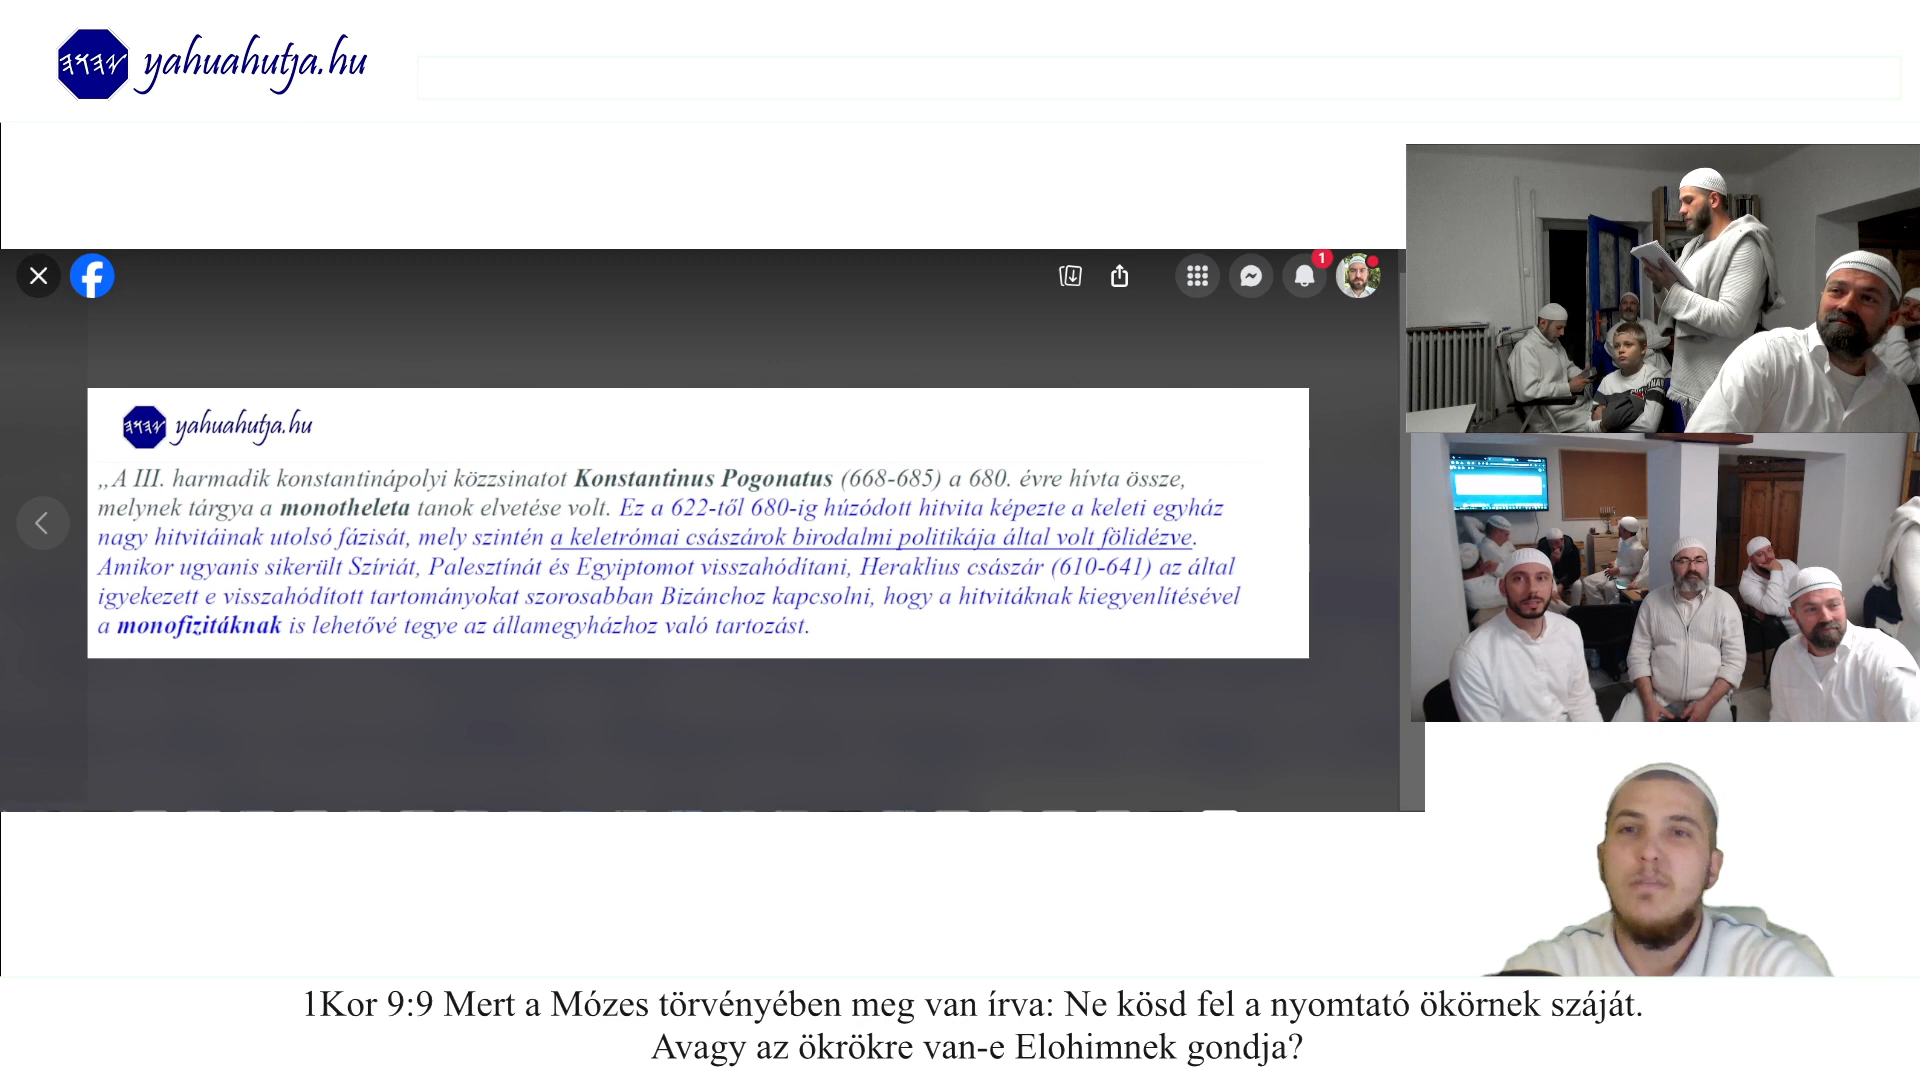 𐤉𐤄𐤅𐤄 yahuahutja.hu
1
𐤉𐤄𐤅𐤄 yahuahutja.hu
„A III. harmadik konstantinápolyi közzsinatot Konstantinus Pogonatus (668-685) a 680. évre hívta össze,
melynek tárgya a monotheleta tanok elvetése volt. Ez a 622-től 680-ig húzódott hitvita képezte a keleti egyház
nagy hitvitáinak utolsó fázisát, mely szintén a keletrómai császárok birodalmi politikája által volt fölidézve.
Amikor ugyanis sikerült Szíriát, Palesztínát és Egyiptomot visszahódítani, Heraklius császár (610-641) az által
igyekezett e visszahódított tartományokat szorosabban Bizánchoz kapcsolni, hogy a hitvitáknak kiegyenlítésével
a monofizitáknak is lehetővé tegye az államegyházhoz való tartozást.
1Kor 9:9 Mert a Mózes törvényében meg van írva: Ne kösd fel a nyomtató ökörnek száját.
Avagy az ökrökre van-e Elohimnek gondja?